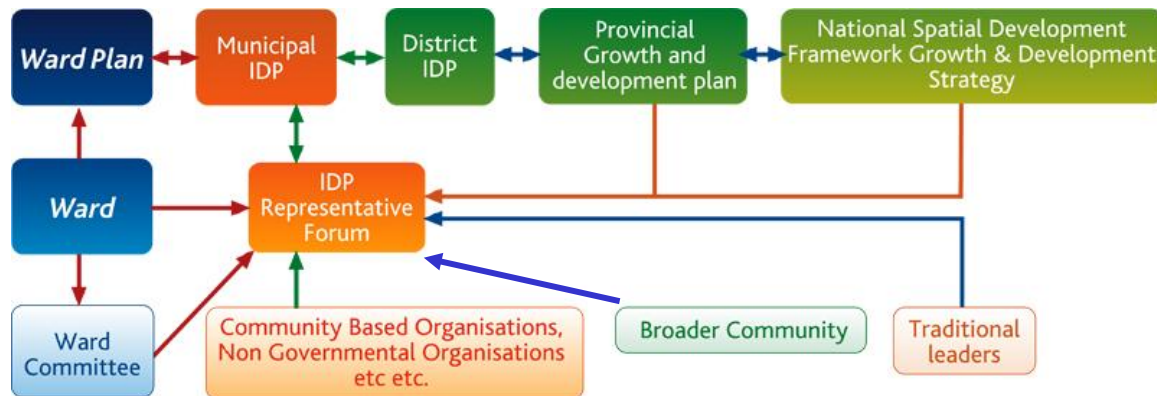 Ward Plan
Municipal
IDP
District
IDP
Provincial
Growth and
development plan
National Spatial Development
Framework Growth & Development
Strategy
Ward
IDP
Representative
Forum
Ward
Committee
Community Based Organisations,
Non Governmental Organisations
etc etc.
Broader Community
Traditional
leaders